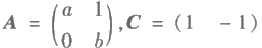 A = (a 1
0 b), C = (1 -1)